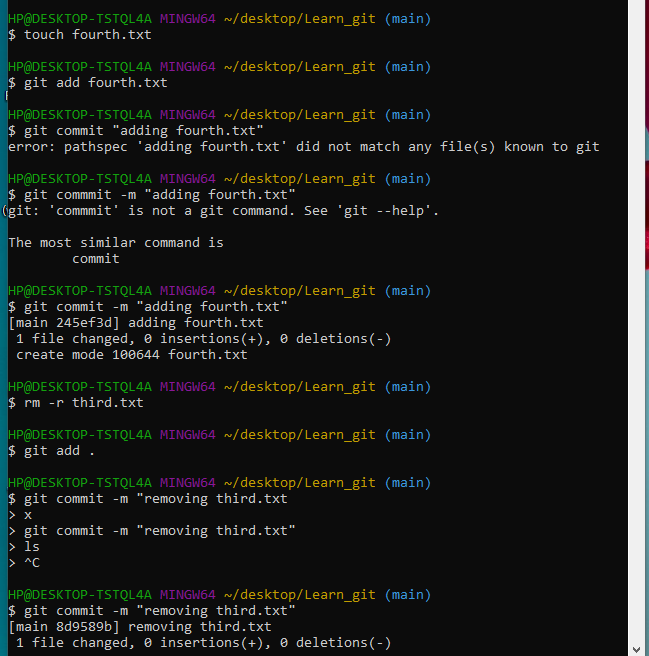 HP@DESKTOP-TSTQL4A MINGW64 ~/desktop/Learn_git (main)
$ touch fourth.txt
HP@DESKTOP-TSTQL4A MINGW64 ~/desktop/Learn_git (main)
$ git add fourth.txt
HP@DESKTOP-TSTQL4A MINGW64 ~/desktop/Learn_git (main)
$ git commit "adding fourth.txt"
error: pathspec 'adding fourth.txt' did not match any file(s) known to git
HP@DESKTOP-TSTQL4A MINGW64 ~/desktop/Learn_git (main)
$ git commmit -m "adding fourth.txt"
git: 'commmit' is not a git command. See 'git --help'.
The most similar command is
commit
HP@DESKTOP-TSTQL4A MINGW64 ~/desktop/Learn_git (main)
$ git commit -m "adding fourth.txt"
[main 245ef3d] adding fourth.txt
1 file changed, 0 insertions(+), 0 deletions(-)
create mode 100644 fourth.txt
HP@DESKTOP-TSTQL4A MINGW64 ~/desktop/Learn_git (main)
$ rm -r third.txt
HP@DESKTOP-TSTQL4A MINGW64 ~/desktop/Learn_git (main)
$ git add .
HP@DESKTOP-TSTQL4A MINGW64 ~/desktop/Learn_git (main)
$ git commit -m "removing third.txt
> x
> git commit -m "removing third.txt"
> ls
> ^C
HP@DESKTOP-TSTQL4A MINGW64 ~/desktop/Learn_git (main)
$ git commit -m "removing third.txt"
[main 8d9589b] removing third.txt
1 file changed, 0 insertions(+), 0 deletions(-)